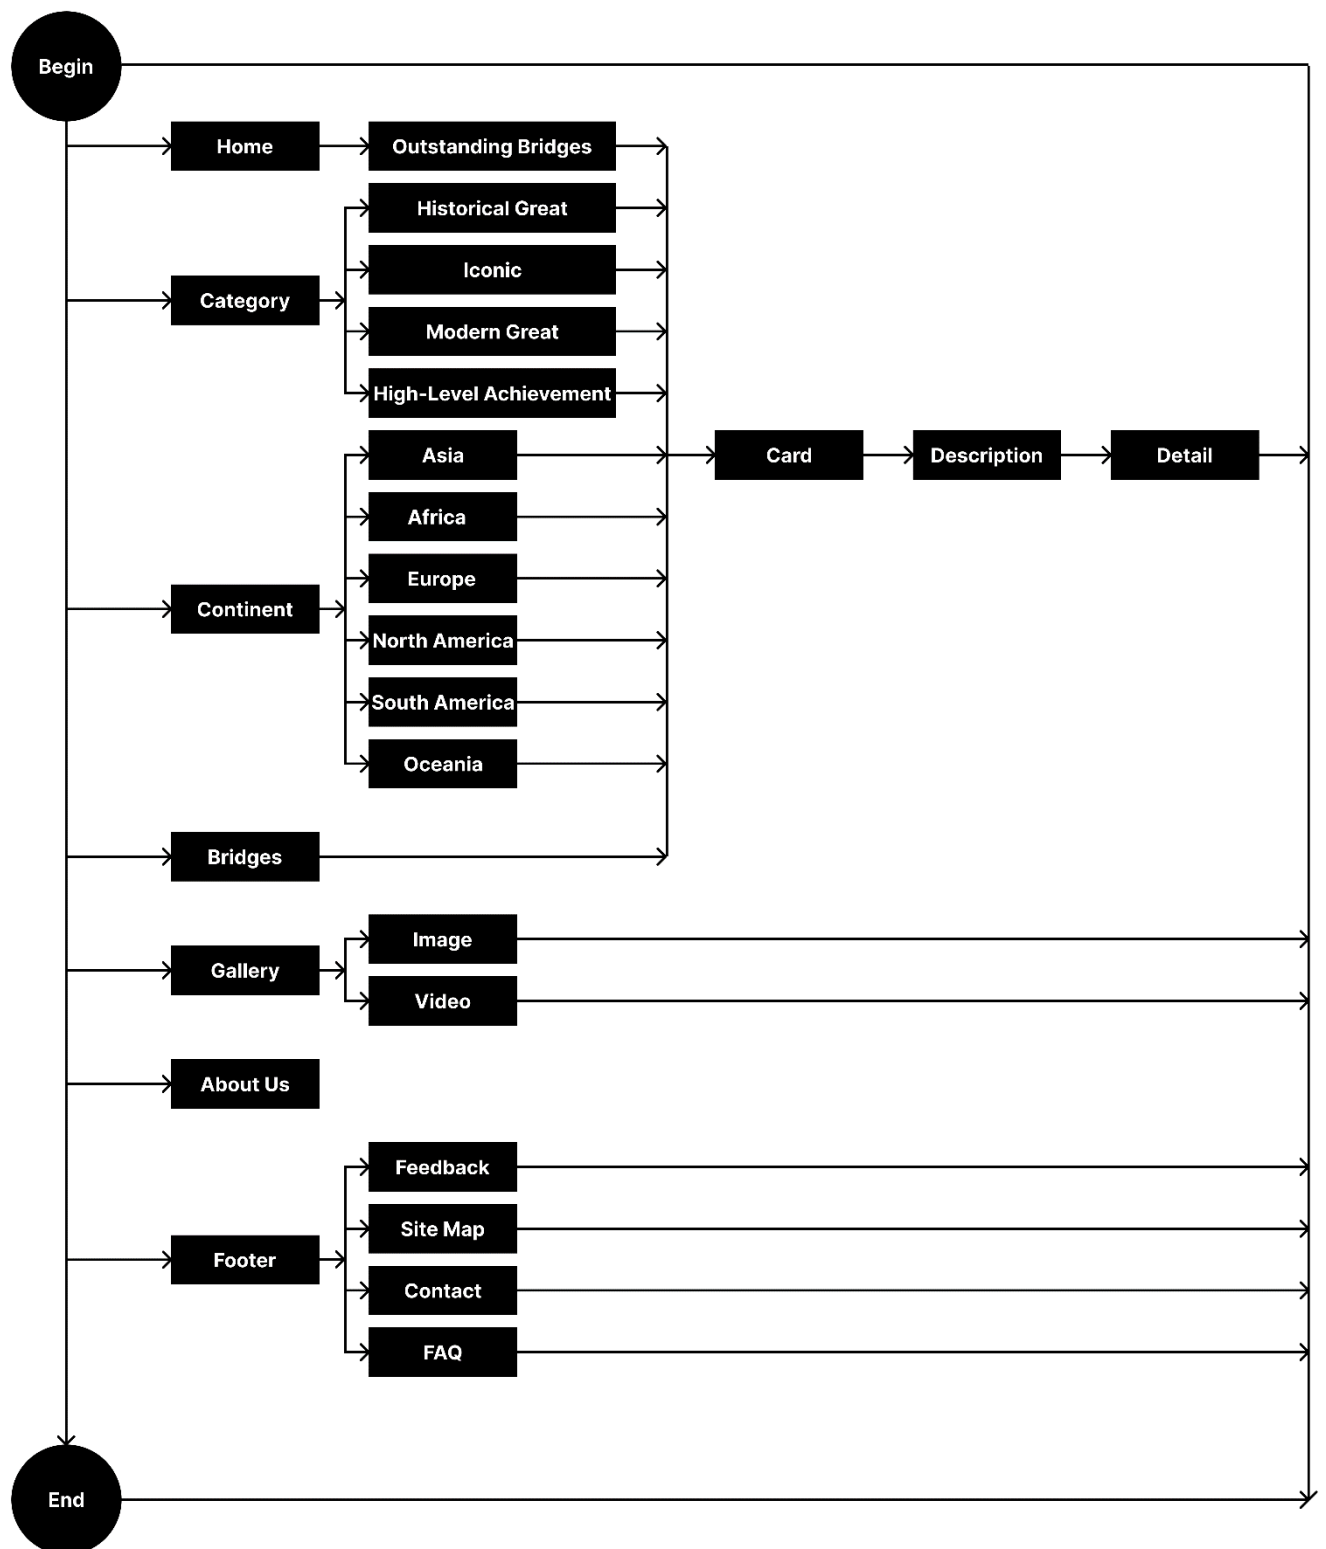 Begin
Home
Outstanding Bridges
Historical Great
Iconic
Category
Modern Great
High-Level Achievement
Asia
Card
Description
Detail
Africa
Europe
Continent
North America
South America
Oceania
Bridges
Image
Gallery
Video
About Us
Feedback
Site Map
Footer
Contact
FAQ
End